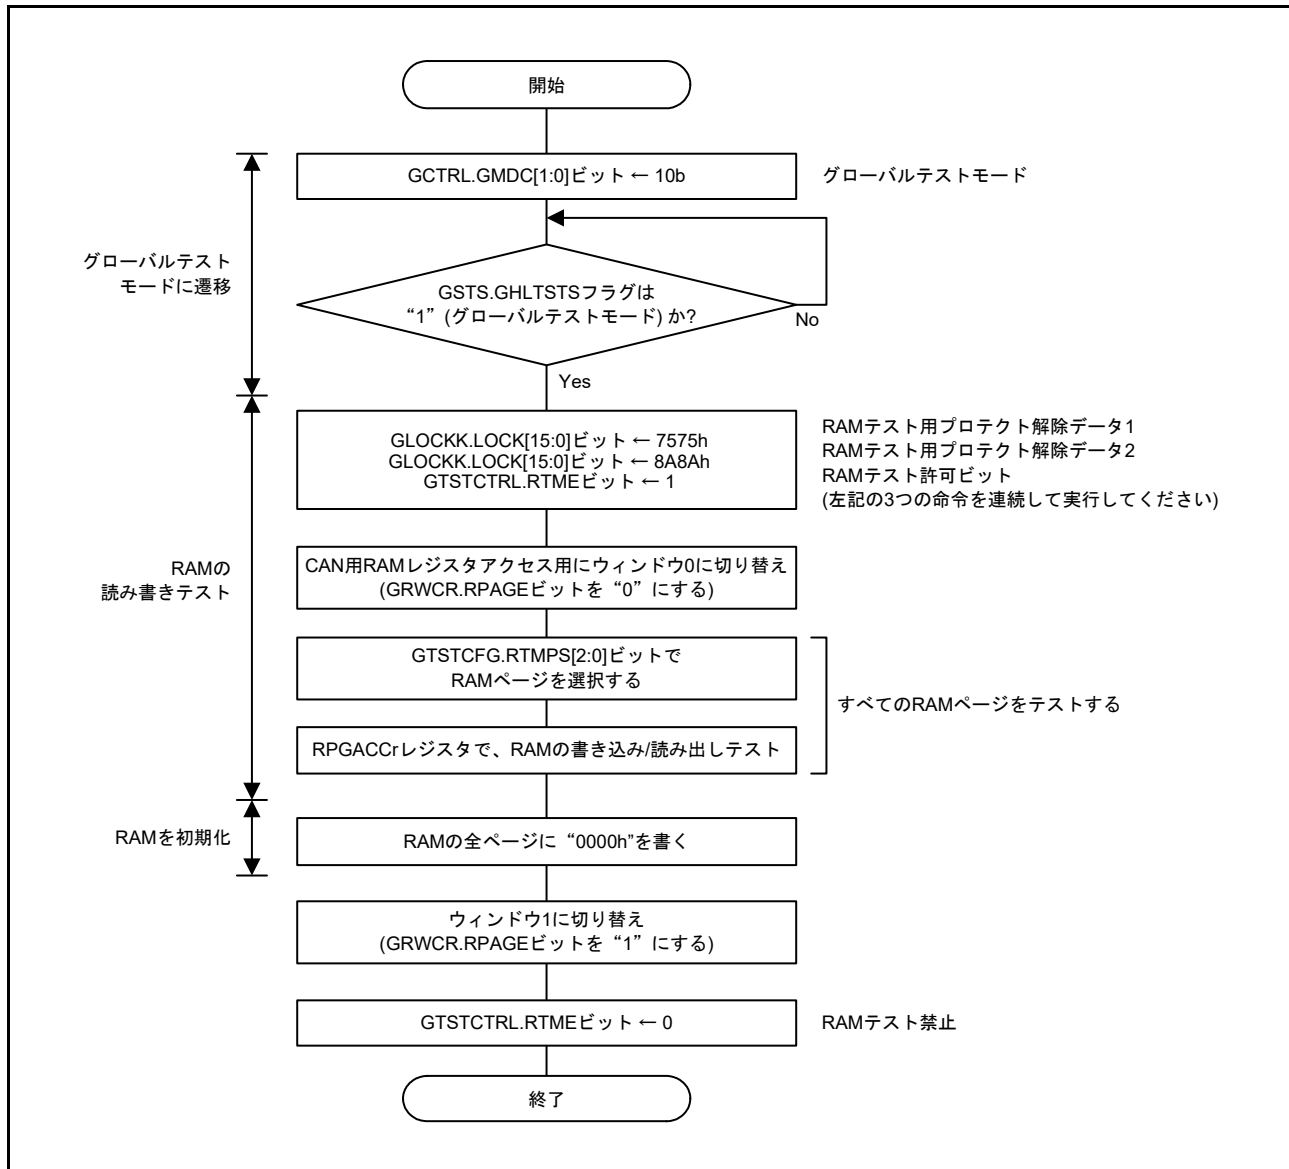 開始
GCTRL.GMDC[1:0]ビット ← 10b
グローバルテストモード
グローバルテスト
モードに遷移
GSTS.GHLTSTSフラグは
“1” (グローバルテストモード) か?
No
Yes
GLOCKK.LOCK[15:0]ビット ← 7575h
GLOCKK.LOCK[15:0]ビット ← 8A8Ah
GTSTCTRL.RTMEビット ← 1
RAMテスト用プロテクト解除データ1
RAMテスト用プロテクト解除データ2
RAMテスト許可ビット
(左記の3つの命令を連続して実行してください)
RAMの
読み書きテスト
CAN用RAMレジスタアクセス用にウィンドウ0に切り替え
(GRWCR.RPAGEビットを“0”にする)
GTSTCFG.RTMPS[2:0]ビットで
RAMページを選択する
すべてのRAMページをテストする
RPGACCrレジスタで、RAMの書き込み/読み出しテスト
RAMを初期化
RAMの全ページに“0000h”を書く
ウィンドウ1に切り替え
(GRWCR.RPAGEビットを“1”にする)
GTSTCTRL.RTMEビット ← 0
RAMテスト禁止
終了